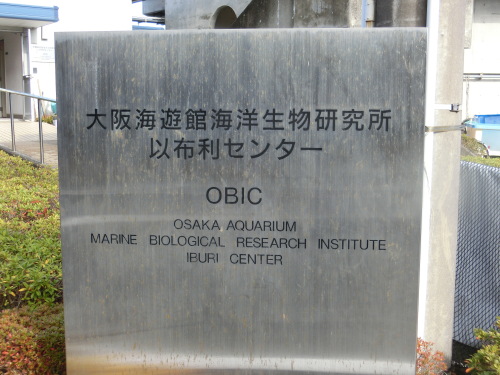 大阪海遊館海洋生物研究所
以布利センター
OBIC
OSAKA AQUARIUM
MARINE BIOLOGICAL RESEARCH INSTITUTE
IBURI CENTER